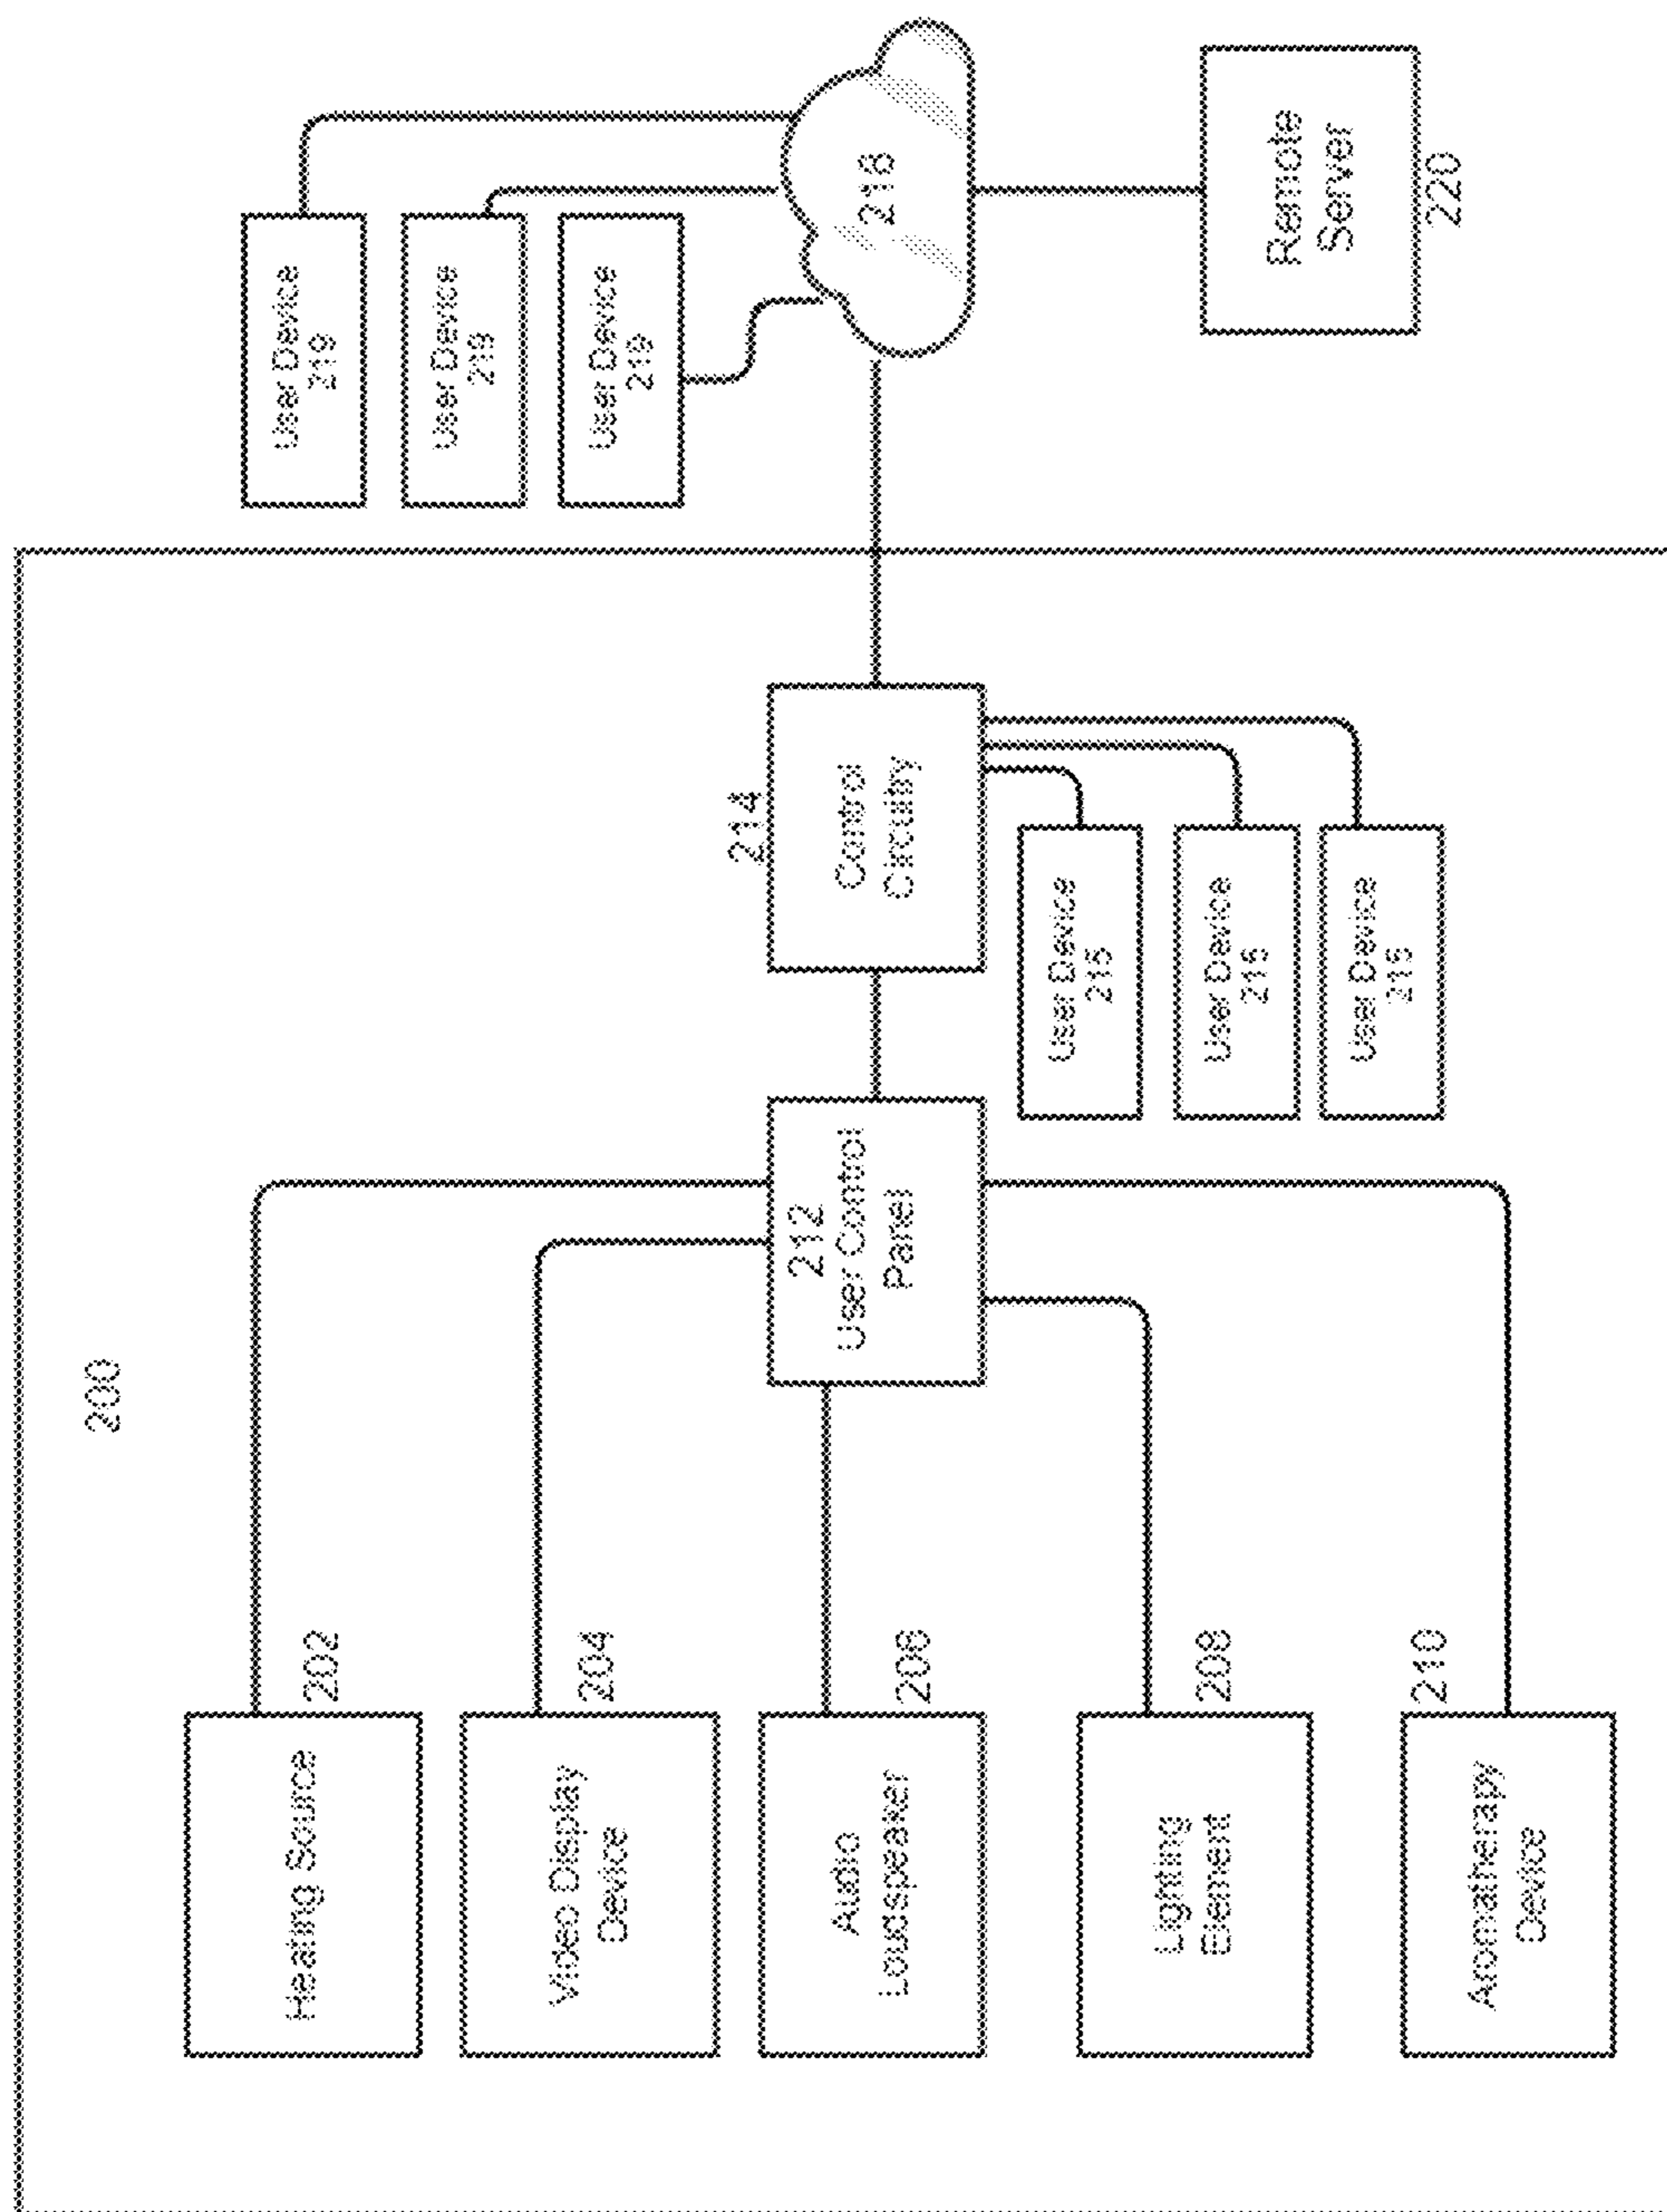 200
Heating Source
202
Video Display
Device
204
Audio
Loudspeaker
206
Lighting
Element
208
Aromatherapy
Device
210
212
User Control
Panel
214
Control
Circuitry
User Device
215
User Device
215
User Device
215
User Device
219
User Device
219
User Device
219
218
Remote
Server
220